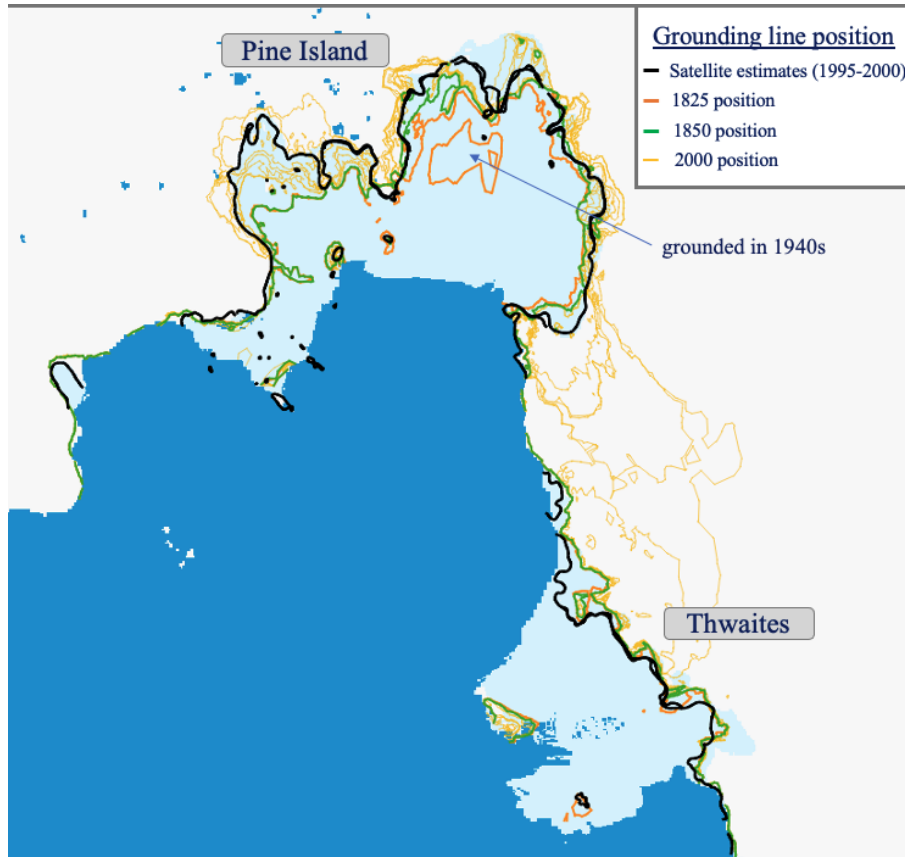 Pine Island
Grounding line position
Satellite estimates (1995-2000)
1825 position
1850 position
2000 position
grounded in 1940s
Thwaites